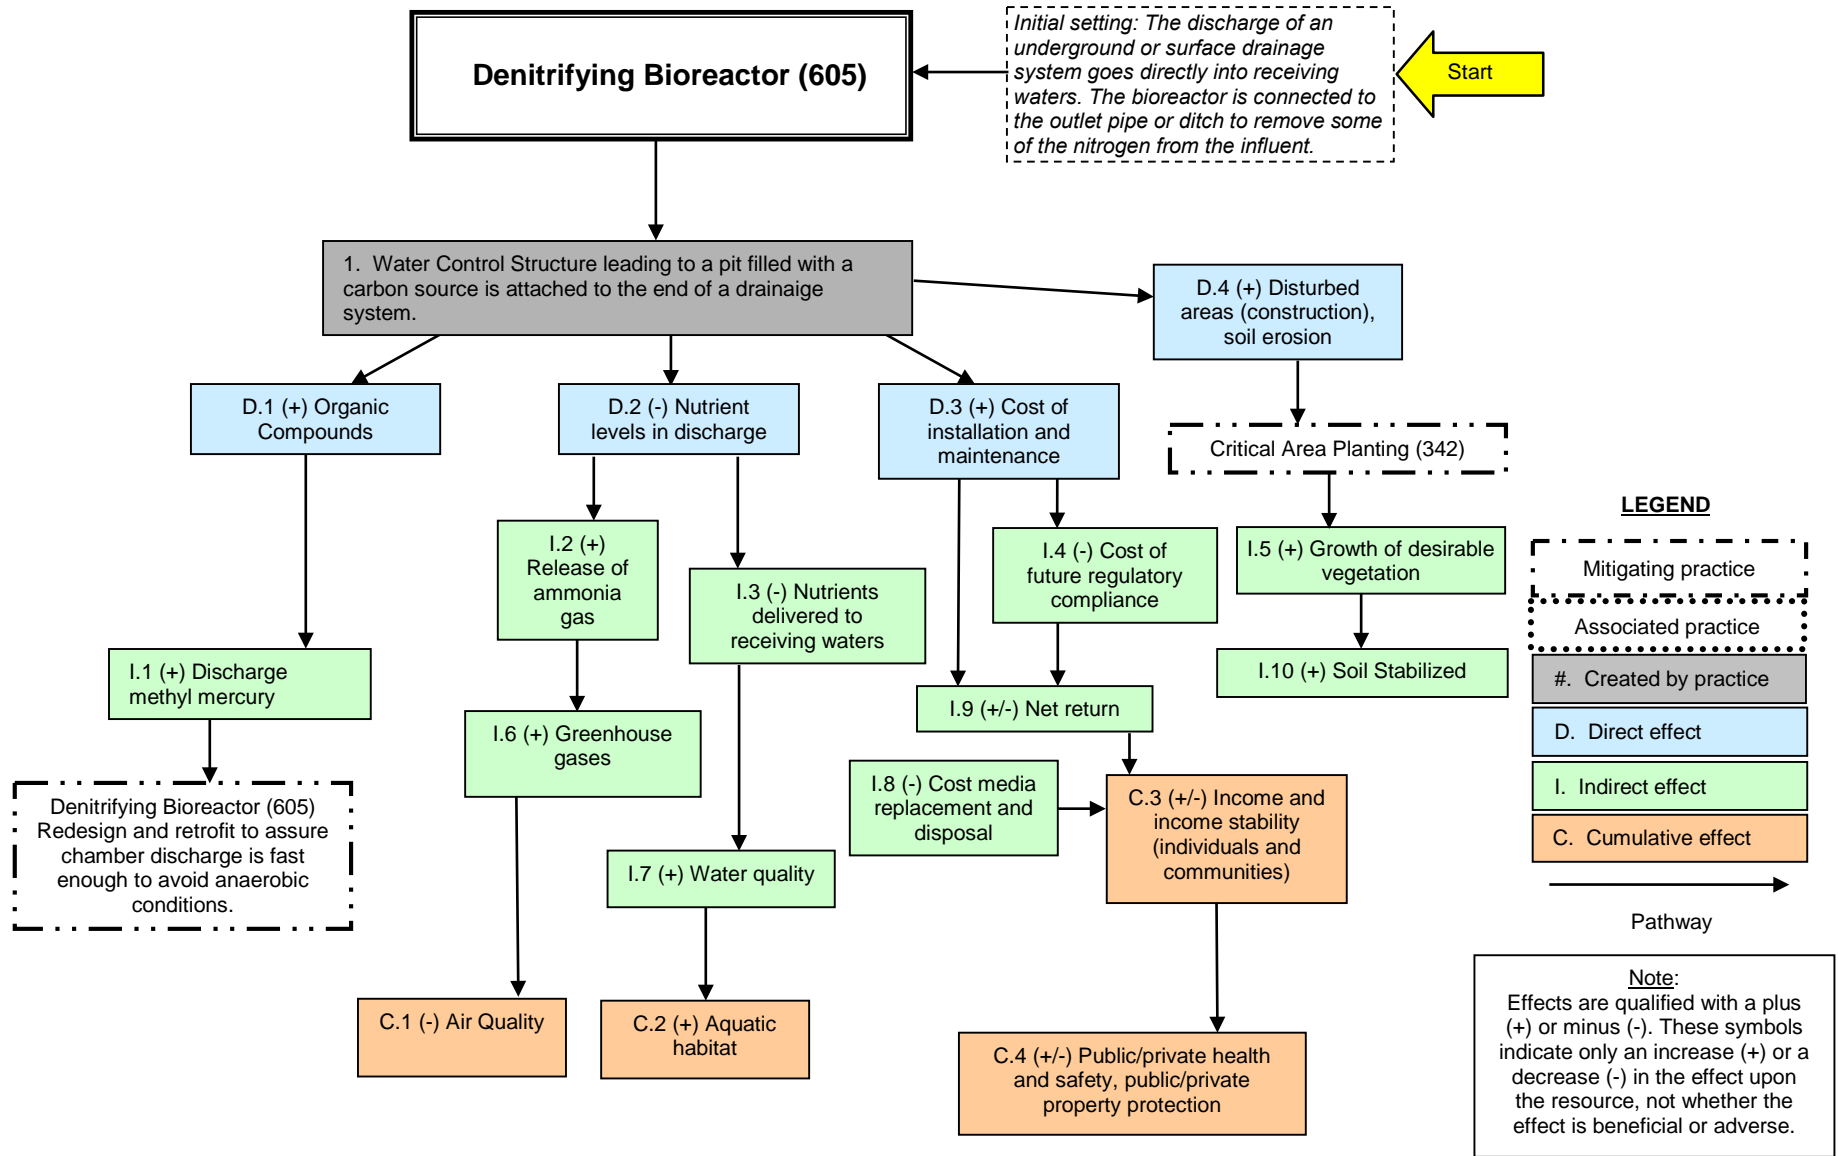 Denitrifying Bioreactor (605)
Initial setting: The discharge of an
underground or surface drainage
system goes directly into receiving
waters. The bioreactor is connected to
the outlet pipe or ditch to remove some
of the nitrogen from the influent.
Start
1. Water Control Structure leading to a pit filled with a
carbon source is attached to the end of a drainaige
system.
D.4 (+) Disturbed
areas (construction),
soil erosion
D.1 (+) Organic
Compounds
D.2 (-) Nutrient
levels in discharge
D.3 (+) Cost of
installation and
maintenance
Critical Area Planting (342)
I.2 (+)
Release of
ammonia
gas
I.3 (-) Nutrients
delivered to
receiving waters
I.4 (-) Cost of
future regulatory
compliance
I.5 (+) Growth of desirable
vegetation
I.1 (+) Discharge
methyl mercury
I.10 (+) Soil Stabilized
I.9 (+/-) Net return
I.6 (+) Greenhouse
gases
I.8 (-) Cost media
replacement and
disposal
C.3 (+/-) Income and
income stability
(individuals and
communities)
Denitrifying Bioreactor (605)
Redesign and retrofit to assure
chamber discharge is fast
enough to avoid anaerobic
conditions.
I.7 (+) Water quality
C.1 (-) Air Quality
C.2 (+) Aquatic
habitat
C.4 (+/-) Public/private health
and safety, public/private
property protection
LEGEND
Mitigating practice
Associated practice
#. Created by practice
D. Direct effect
I. Indirect effect
C. Cumulative effect
Pathway
Note:
Effects are qualified with a plus
(+) or minus (-). These symbols
indicate only an increase (+) or a
decrease (-) in the effect upon
the resource, not whether the
effect is beneficial or adverse.